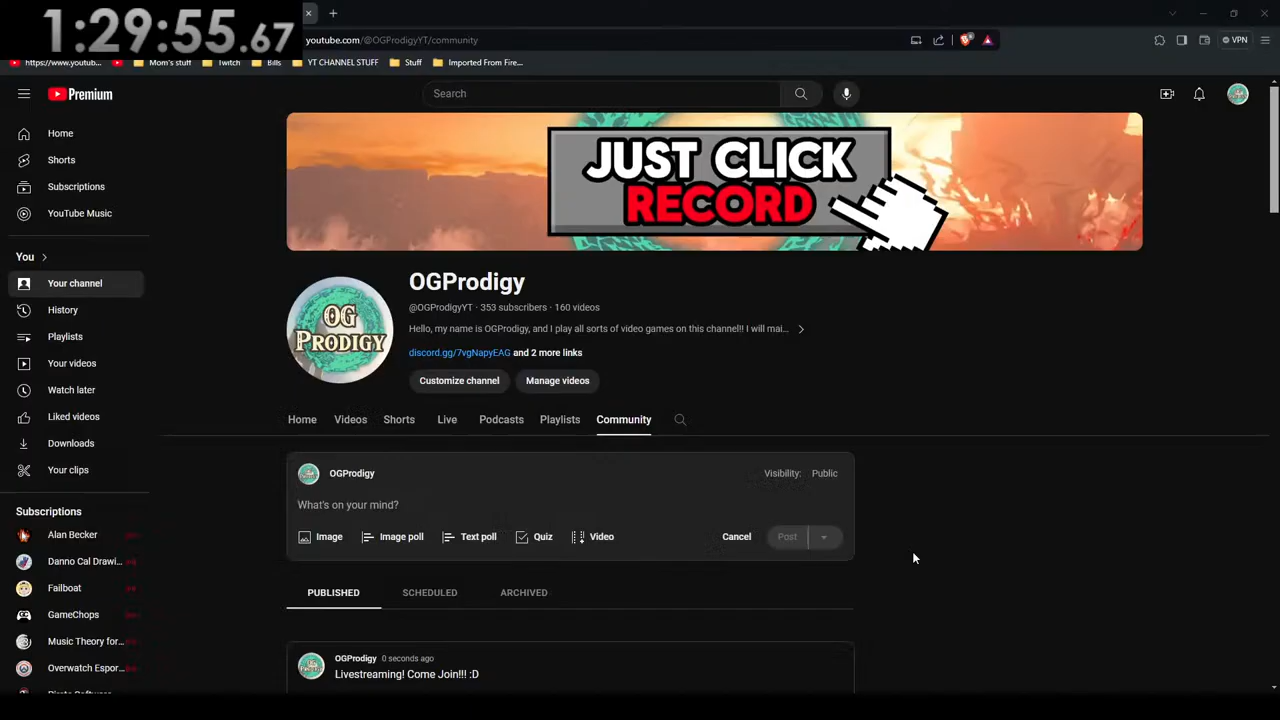 1:29:55.67
youtube.com/@OGProdigyYT/community
VPN
https://www.youtub...
Mom's stuff
Twitch
Bills
YT CHANNEL STUFF
Stuff
Imported From Fire...
Premium
Search
Home
Shorts
Subscriptions
YouTube Music
You
Your channel
History
Playlists
Your videos
Watch later
Liked videos
Downloads
Your clips
Subscriptions
Alan Becker
Danno Cal Drawi...
Failboat
GameChops
Music Theory for...
Overwatch Espor...
JUST CLICK
RECORD
OG
PRODIGY
OGProdigy
@OGProdigyYT · 353 subscribers · 160 videos
Hello, my name is OGProdigy, and I play all sorts of video games on this channel!! I will mai...
discord.gg/7vgNapyEAG and 2 more links
Customize channel
Manage videos
Home
Videos
Shorts
Live
Podcasts
Playlists
Community
OGProdigy
Visibility: Public
What's on your mind?
Image
Image poll
Text poll
Quiz
Video
Cancel
Post
PUBLISHED
SCHEDULED
ARCHIVED
OGProdigy 0 seconds ago
Livestreaming! Come Join!!! :D